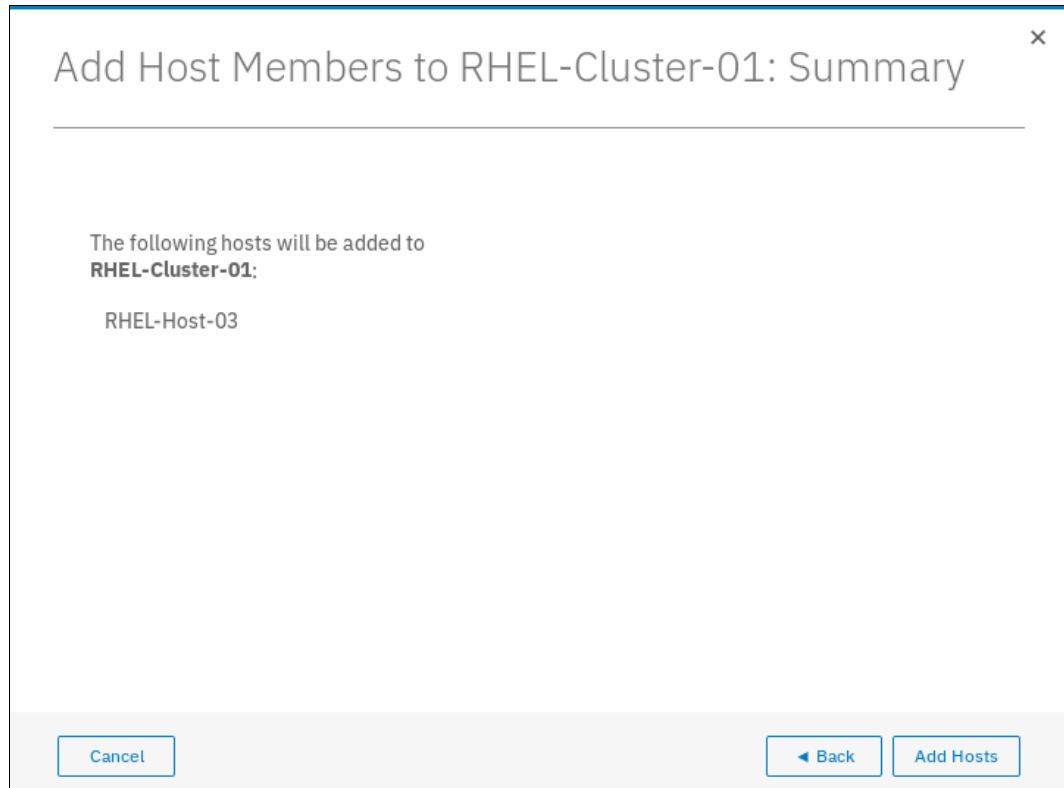 ×
Add Host Members to RHEL-Cluster-01: Summary
The following hosts will be added to
RHEL-Cluster-01:
RHEL-Host-03
Cancel
◄ Back
Add Hosts